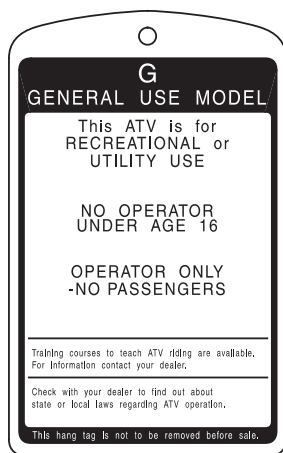 G
GENERAL USE MODEL
This ATV is for
RECREATIONAL or
UTILITY USE
NO OPERATOR
UNDER AGE 16
OPERATOR ONLY
-NO PASSENGERS
Training courses to teach ATV riding are available.
For information contact your dealer.
Check with your dealer to find out about
state or local laws regarding ATV operation.
This hang tag is not to be removed before sale.